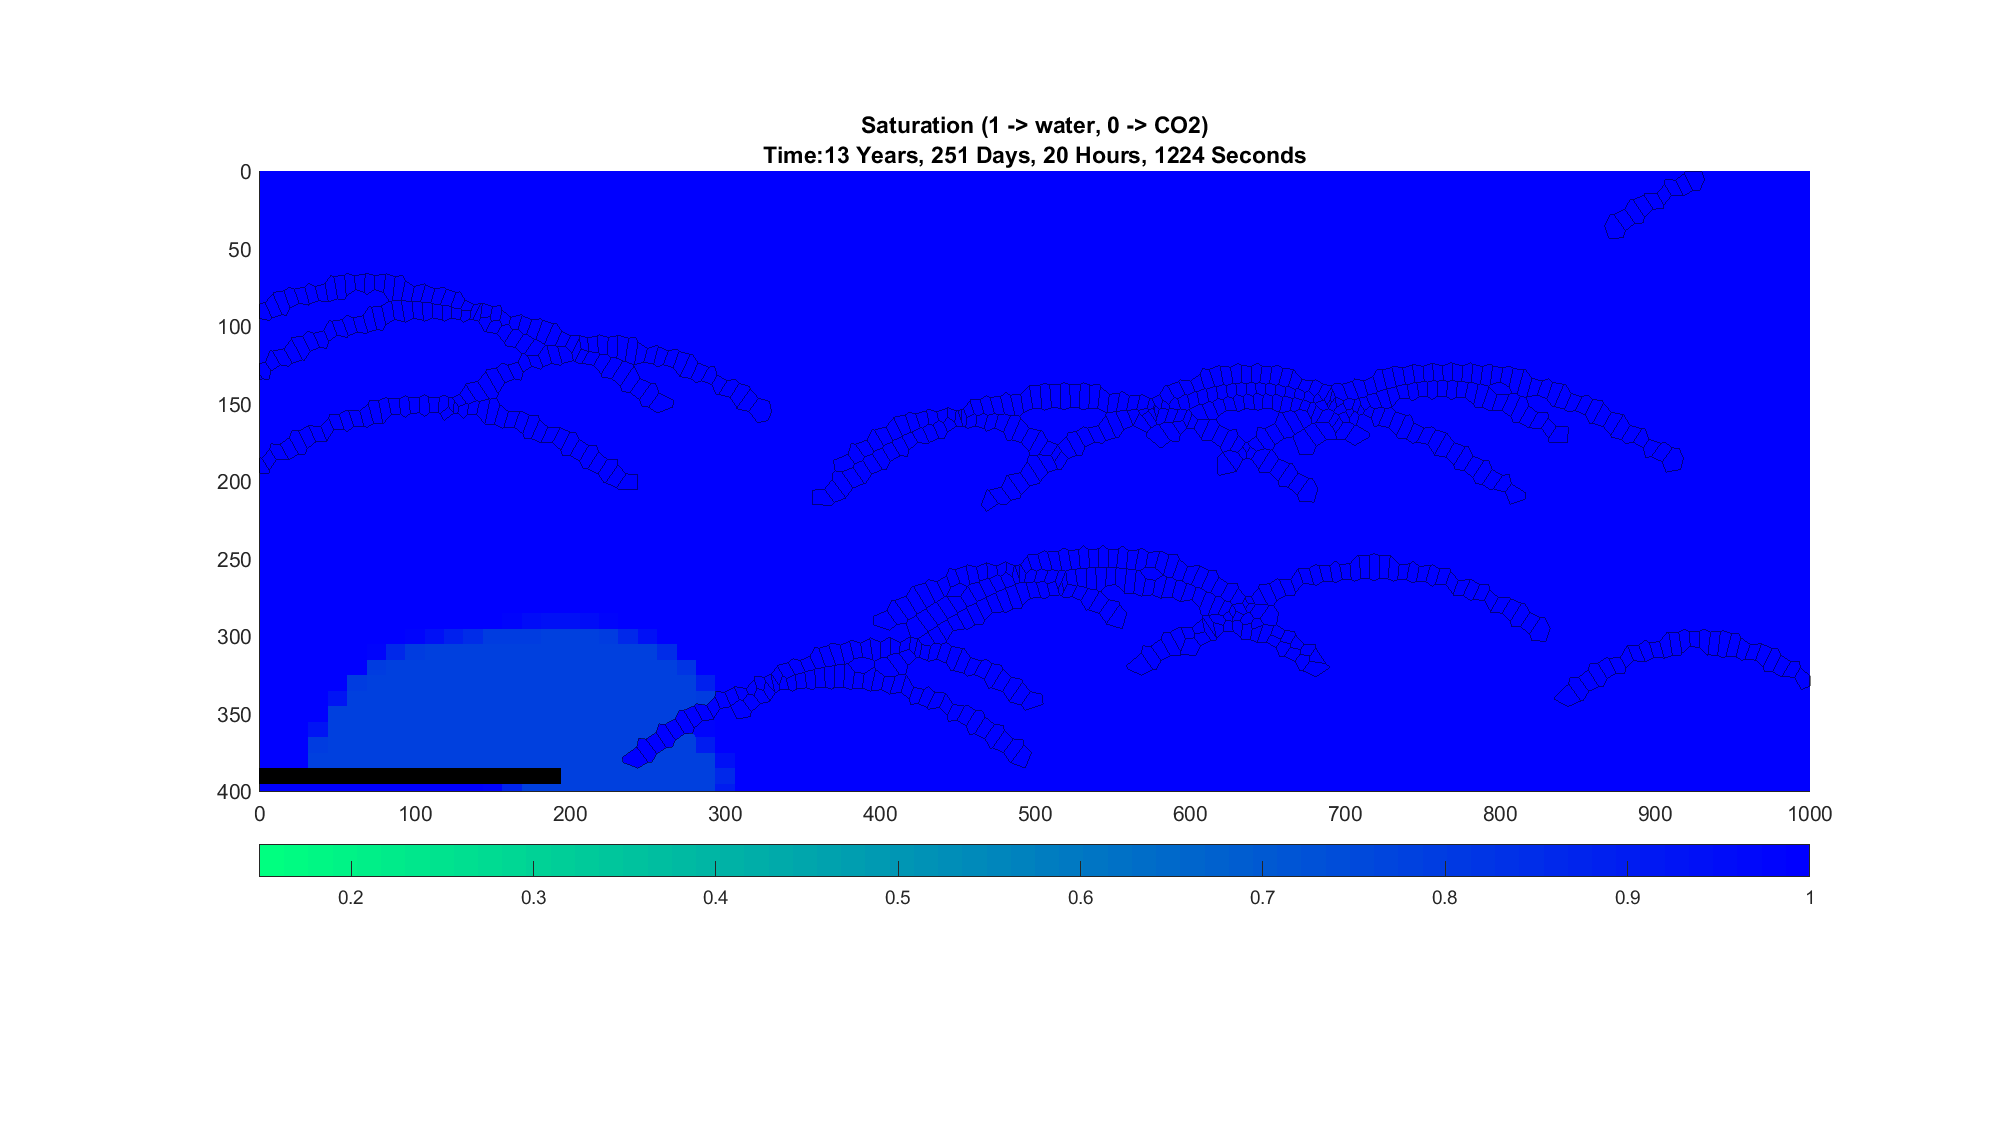 Saturation (1 -> water, 0 -> CO2)
Time:13 Years, 251 Days, 20 Hours, 1224 Seconds
0
50
100
150
200
250
300
350
400
0 100 200 300 400 500 600 700 800 900 1000
0.2 0.3 0.4 0.5 0.6 0.7 0.8 0.9 1